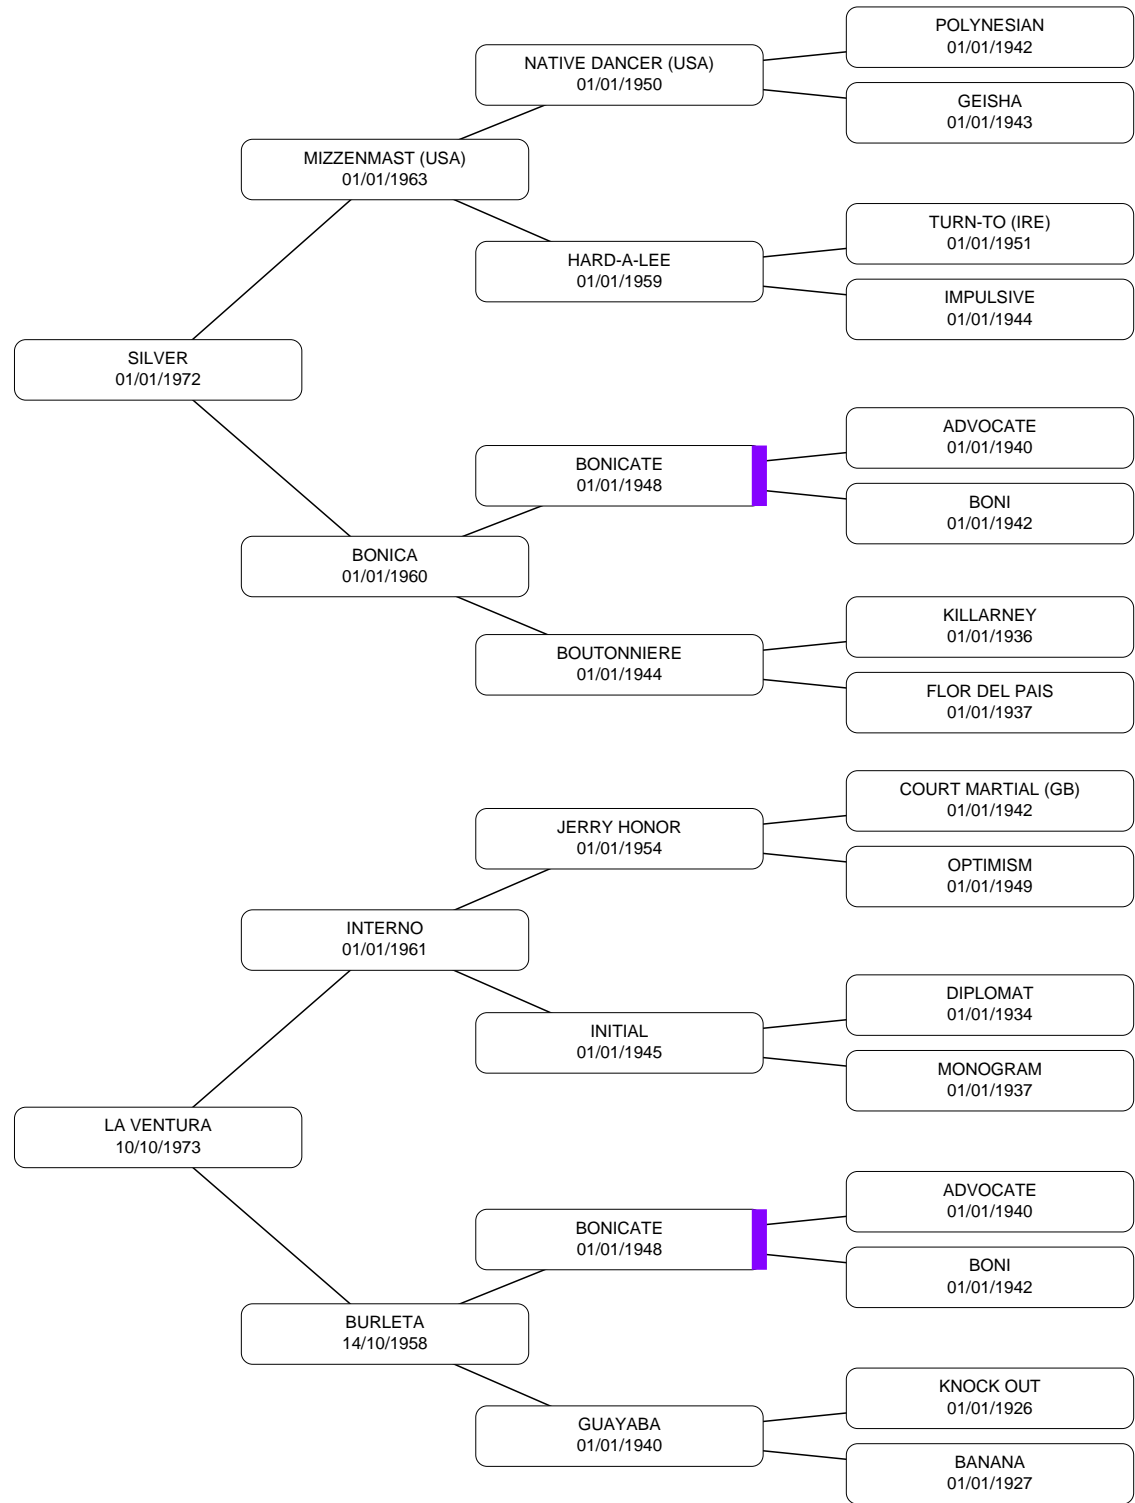 POLYNESIAN
01/01/1942
NATIVE DANCER (USA)
01/01/1950
GEISHA
01/01/1943
MIZZENMAST (USA)
01/01/1963
TURN-TO (IRE)
01/01/1951
HARD-A-LEE
01/01/1959
IMPULSIVE
01/01/1944
SILVER
01/01/1972
ADVOCATE
01/01/1940
BONICATE
01/01/1948
BONI
01/01/1942
BONICA
01/01/1960
KILLARNEY
01/01/1936
BOUTONNIERE
01/01/1944
FLOR DEL PAIS
01/01/1937
COURT MARTIAL (GB)
01/01/1942
JERRY HONOR
01/01/1954
OPTIMISM
01/01/1949
INTERNO
01/01/1961
DIPLOMAT
01/01/1934
INITIAL
01/01/1945
MONOGRAM
01/01/1937
LA VENTURA
10/10/1973
ADVOCATE
01/01/1940
BONICATE
01/01/1948
BONI
01/01/1942
BURLETA
14/10/1958
KNOCK OUT
01/01/1926
GUAYABA
01/01/1940
BANANA
01/01/1927